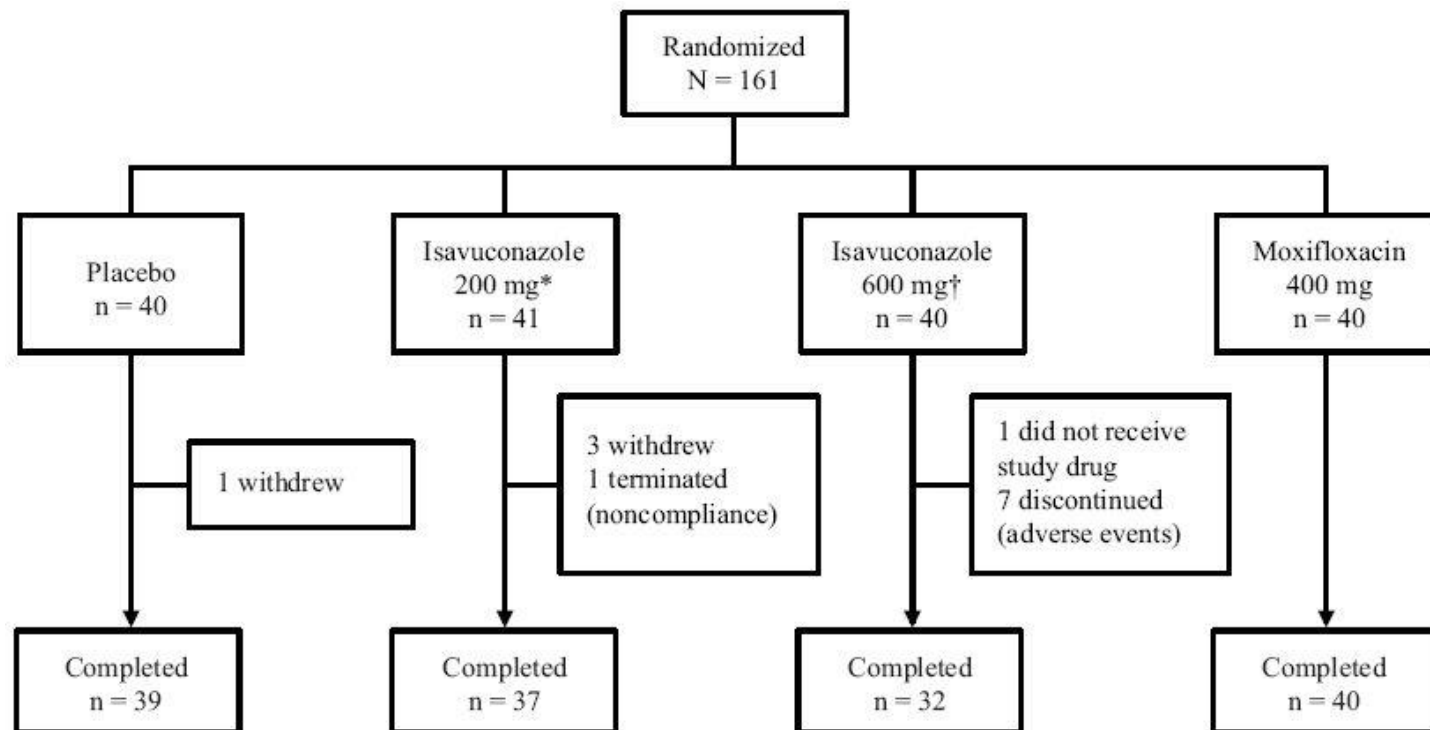 Randomized
N = 161
Placebo
n = 40
Isavuconazole
200 mg*
n = 41
Isavuconazole
600 mg†
n = 40
Moxifloxacin
400 mg
n = 40
1 withdrew
3 withdrew
1 terminated
(noncompliance)
1 did not receive
study drug
7 discontinued
(adverse events)
Completed
n = 39
Completed
n = 37
Completed
n = 32
Completed
n = 40